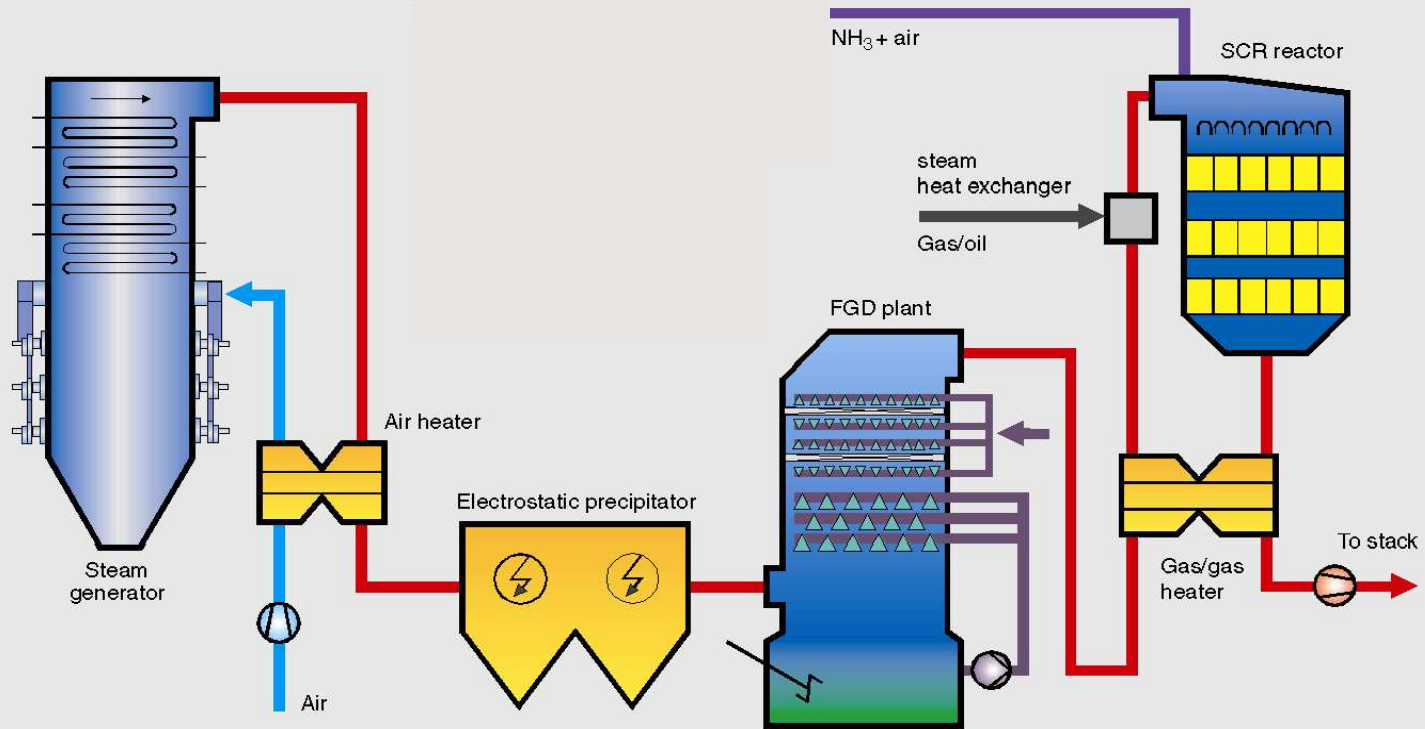 NH₃ + air
SCR reactor
steam
heat exchanger
Gas/oil
FGD plant
Air heater
Electrostatic precipitator
Steam
generator
Gas/gas
heater
To stack
Air